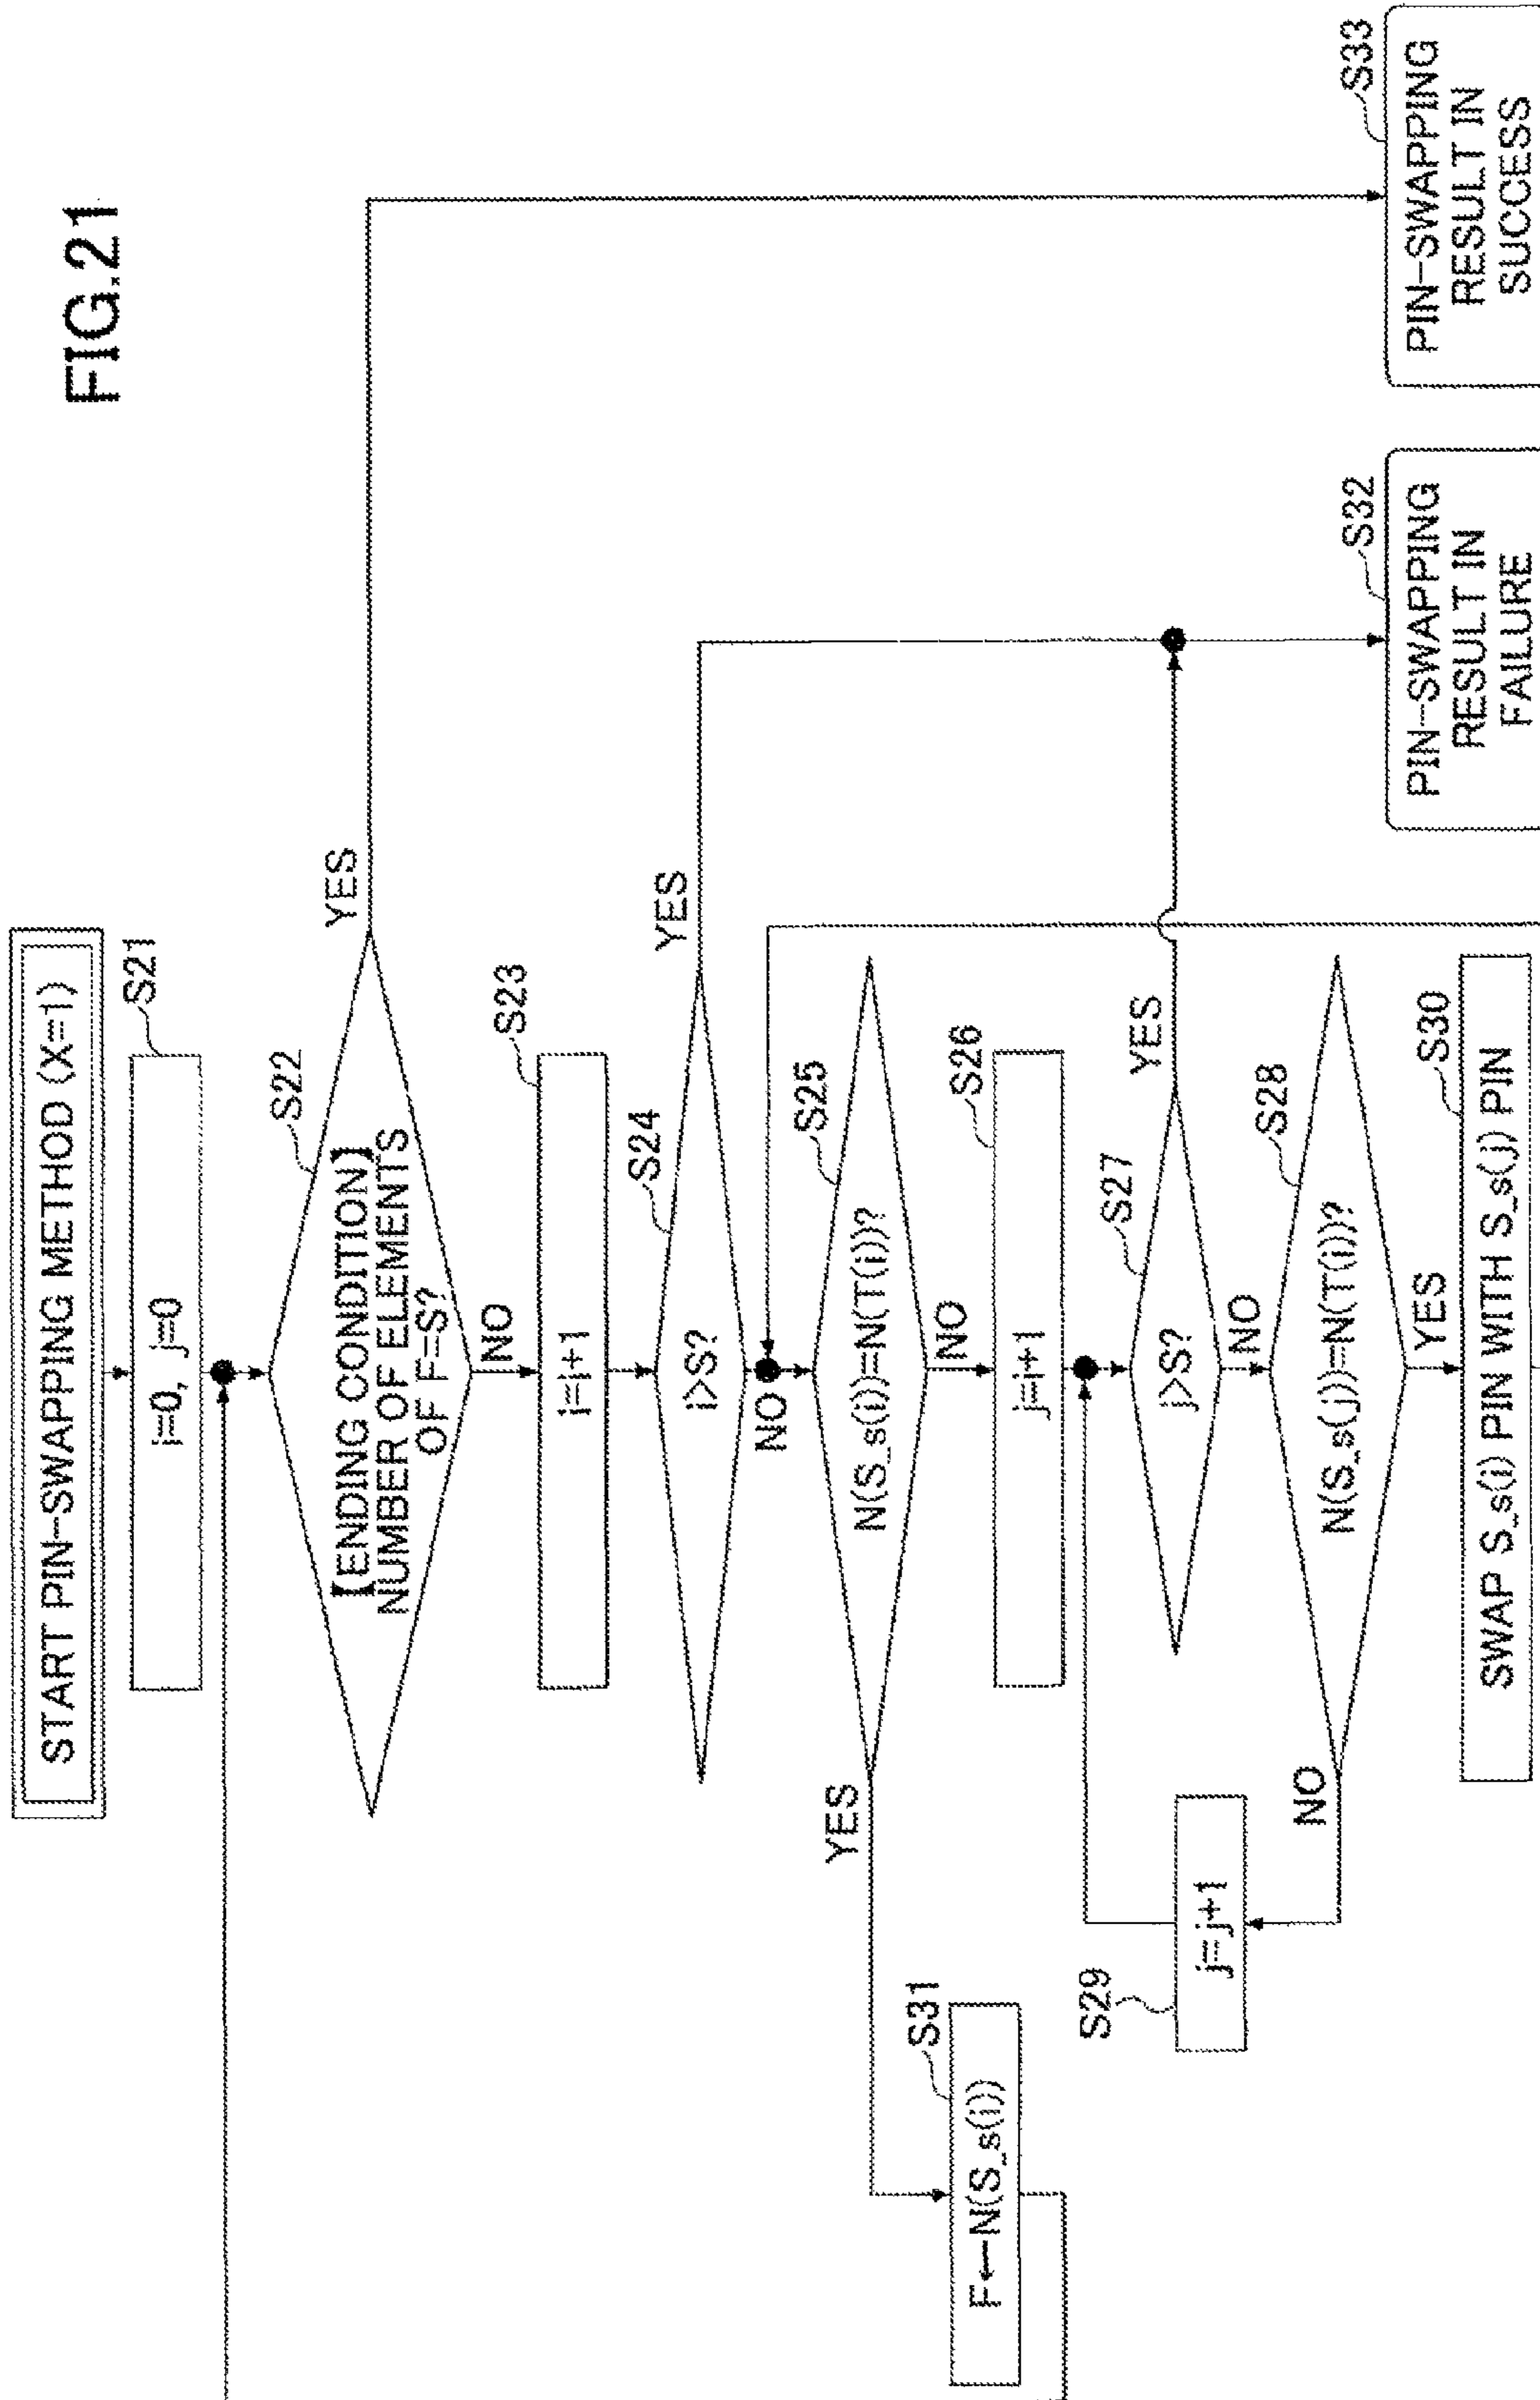 FIG.21
START PIN-SWAPPING METHOD (X=1)
S21
i=0, j=0
S22
【ENDING CONDITION】
NUMBER OF ELEMENTS
OF F=S?
YES
NO
S23
i=i+1
S24
i>S?
YES
NO
S25
N(S_s(i))=N(T(i))?
YES
NO
S31
F←N(S_s(i))
S26
j=i+1
S27
j>S?
YES
NO
S28
N(S_s(j))=N(T(i))?
NO
YES
S29
j=j+1
S30
SWAP S_s(i) PIN WITH S_s(j) PIN
S32
PIN-SWAPPING
RESULT IN
FAILURE
S33
PIN-SWAPPING
RESULT IN
SUCCESS